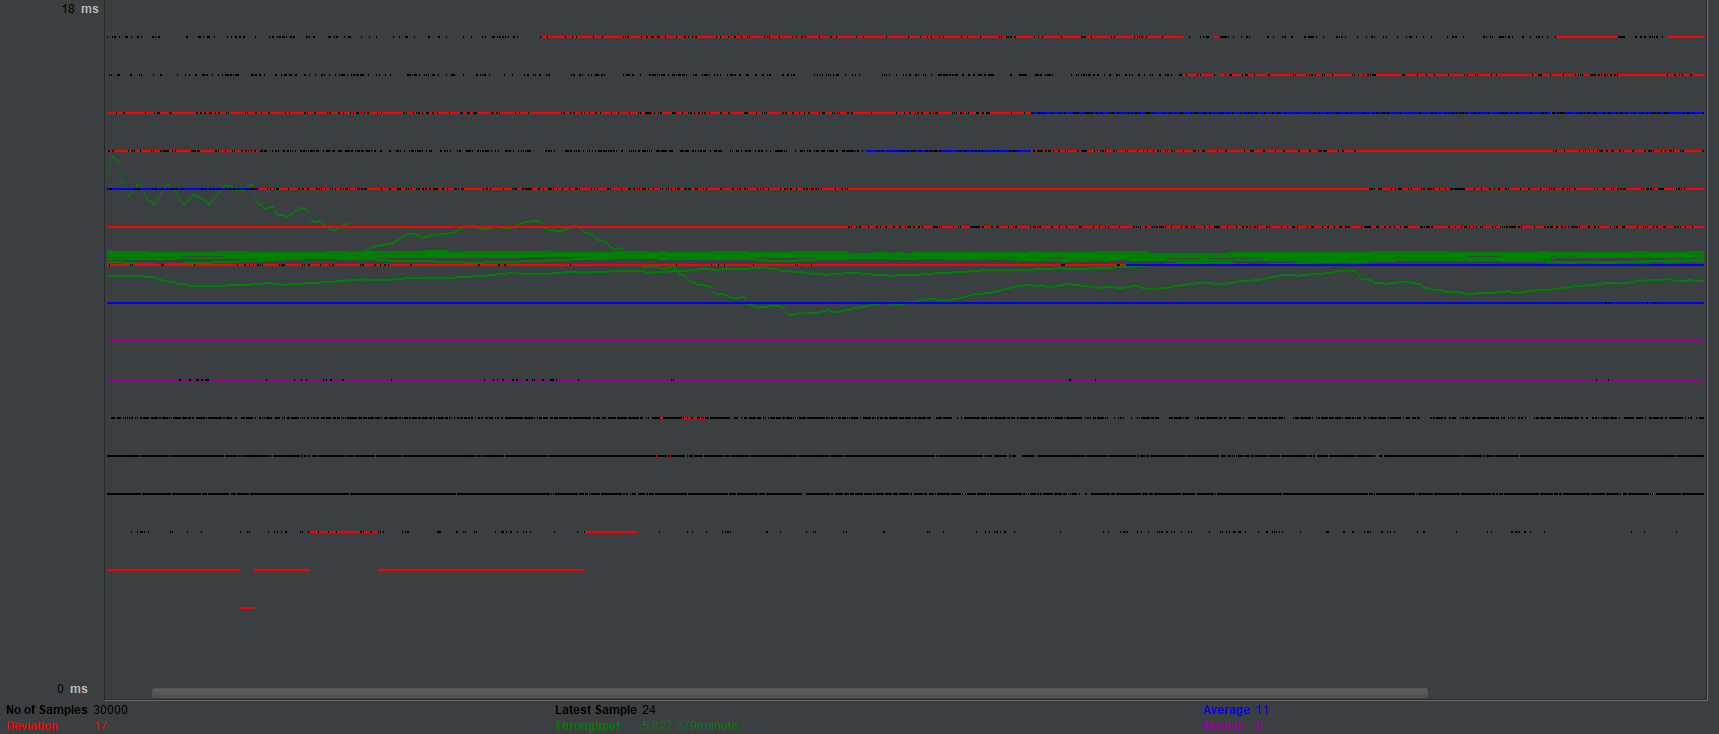 18 ms
0 ms
No of Samples 30000 Latest Sample 24 Average 11
Deviation 17 Throughput 5,827.279/minute Median